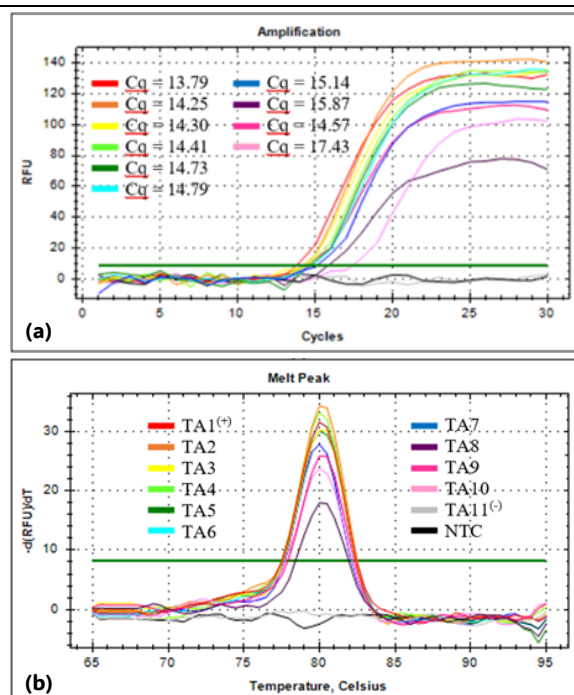 Amplification
140
120
100
80
60
40
20
0
RFU
Cq = 13.79
Cq = 14.25
Cq = 14.30
Cq = 14.41
Cq = 14.73
Cq = 14.79
Cq = 15.14
Cq = 15.87
Cq = 14.57
Cq = 17.43
0 5 10 15 20 25 30
Cycles
(a)
Melt Peak
30
20
10
0
-d(RFU)/dT
TA1(+)
TA2
TA3
TA4
TA5
TA6
TA7
TA8
TA9
TA10
TA11(-)
NTC
65 70 75 80 85 90 95
Temperature, Celsius
(b)